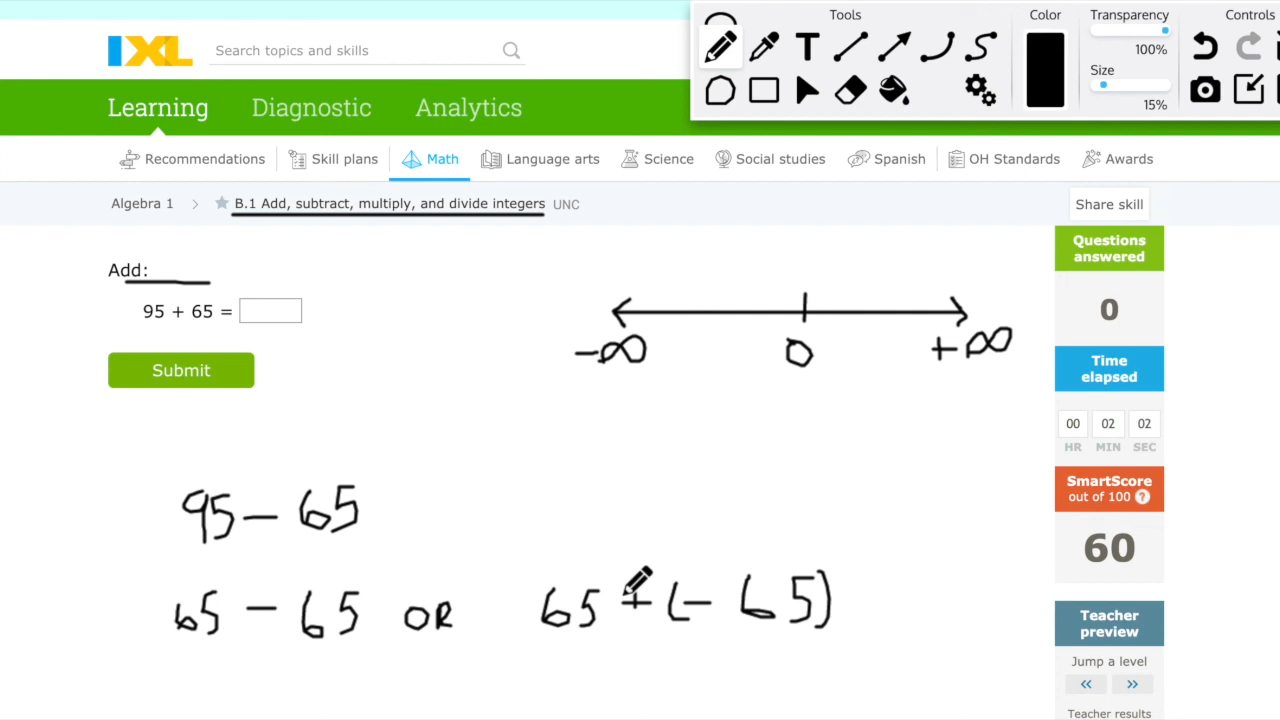 Tools
Color
Transparency
Controls
IXL
Search topics and skills
T
100%
Size
15%
Learning
Diagnostic
Analytics
Recommendations
Skill plans
Math
Language arts
Science
Social studies
Spanish
OH Standards
Awards
Algebra 1
B.1 Add, subtract, multiply, and divide integers UNC
Share skill
Add:
95 + 65 =
Submit
-∞
0
+∞
95 - 65
65 - 65 OR 65 + (- 65)
Questions
answered
0
Time
elapsed
00 02 02
HR MIN SEC
SmartScore
out of 100 ?
60
Teacher
preview
Jump a level
<< >>
Teacher results